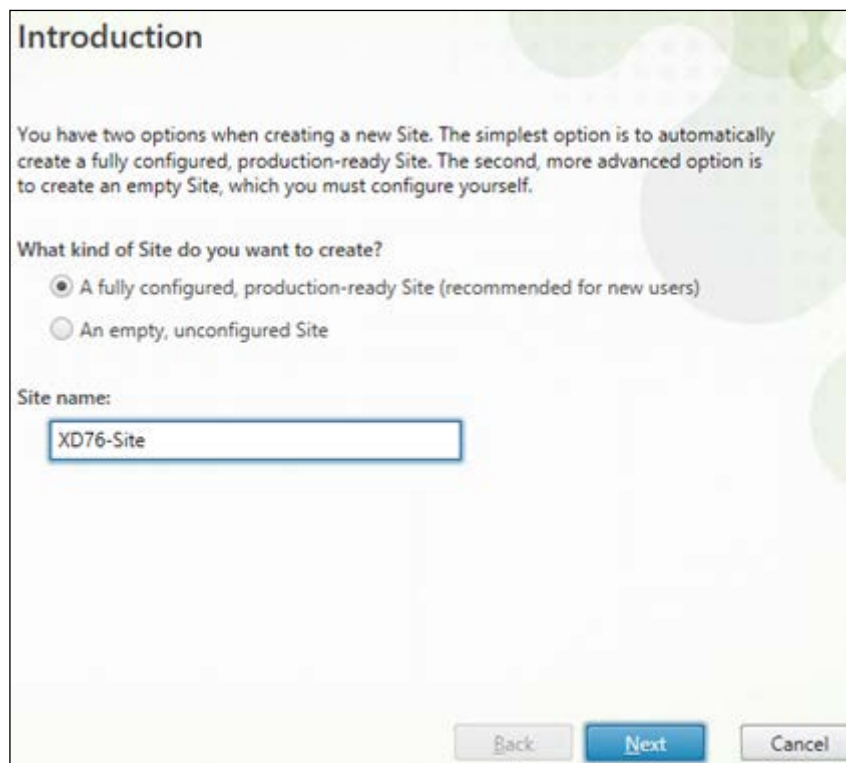 Introduction
You have two options when creating a new Site. The simplest option is to automatically
create a fully configured, production-ready Site. The second, more advanced option is
to create an empty Site, which you must configure yourself.
What kind of Site do you want to create?
A fully configured, production-ready Site (recommended for new users)
An empty, unconfigured Site
Site name:
XD76-Site
Back
Next
Cancel